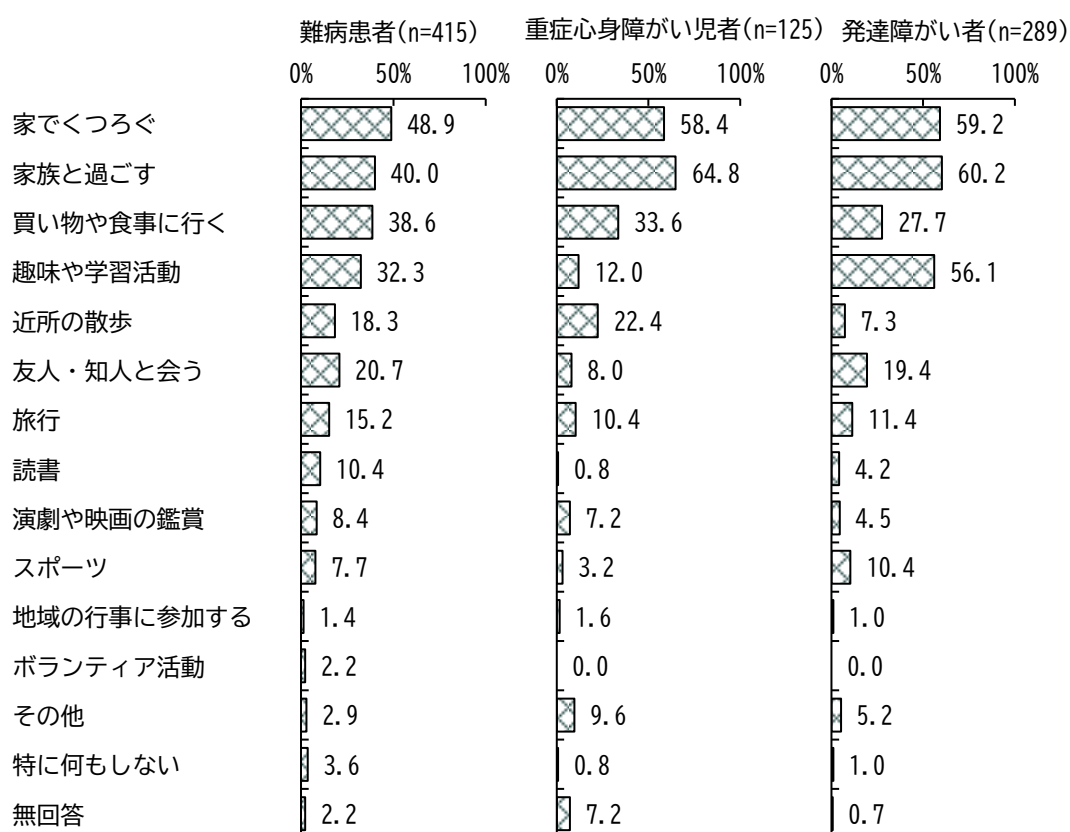 難病患者(n=415) 重症心身障がい児者(n=125) 発達障がい者(n=289)
0% 50% 100% 0% 50% 100% 0% 50% 100%
家でくつろぐ 48.9 58.4 59.2
家族と過ごす 40.0 64.8 60.2
買い物や食事に行く 38.6 33.6 27.7
趣味や学習活動 32.3 12.0 56.1
近所の散歩 18.3 22.4 7.3
友人・知人と会う 20.7 8.0 19.4
旅行 15.2 10.4 11.4
読書 10.4 0.8 4.2
演劇や映画の鑑賞 8.4 7.2 4.5
スポーツ 7.7 3.2 10.4
地域の行事に参加する 1.4 1.6 1.0
ボランティア活動 2.2 0.0 0.0
その他 2.9 9.6 5.2
特に何もしない 3.6 0.8 1.0
無回答 2.2 7.2 0.7